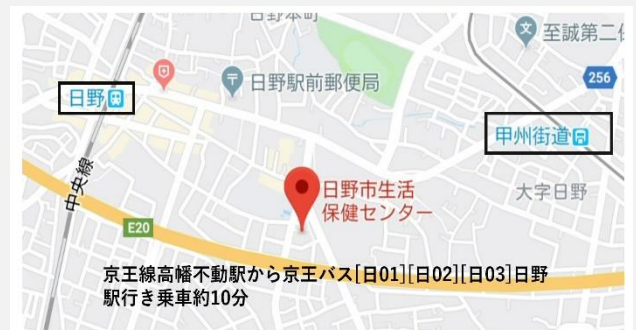 日野本町
至誠第二
日野駅前郵便局
256
日野
甲州街道
中央線
日野市生活
保健センター
大字日野
E20
京王線高幡不動駅から京王バス[日01][日02][日03]日野
駅行き乗車約10分